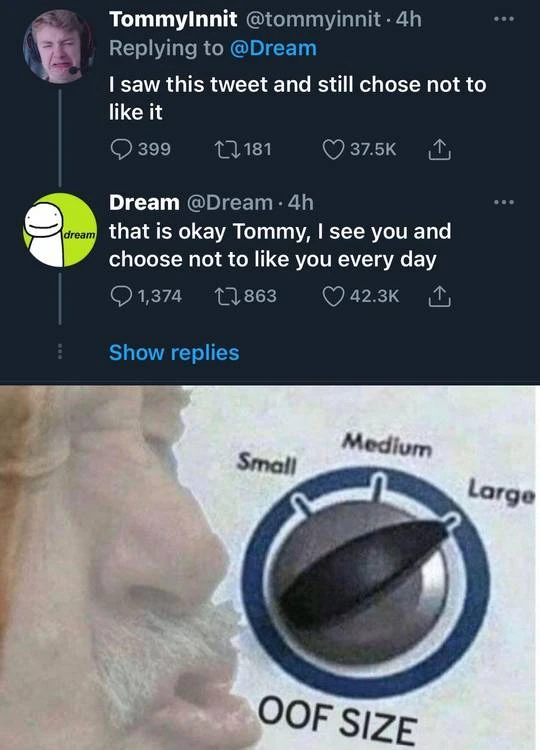 TommyInnit @tommyinnit · 4h
Replying to @Dream
I saw this tweet and still chose not to
like it
399 181 37.5K
Dream @Dream · 4h
dream
that is okay Tommy, I see you and
choose not to like you every day
1,374 863 42.3K
Show replies
Small Medium Large
OOF SIZE